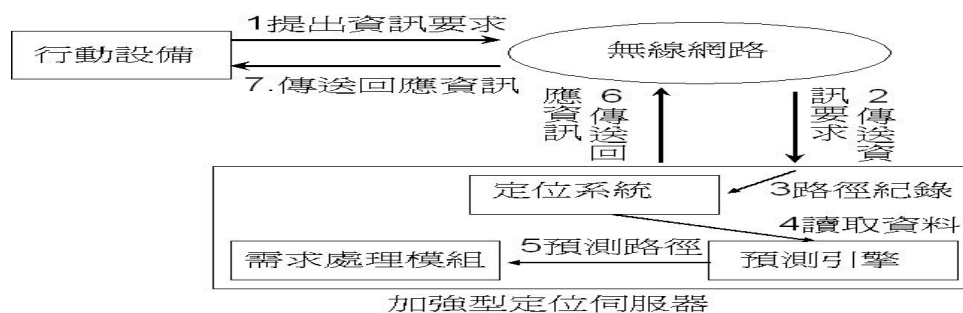 1提出資訊要求
行動設備
無線網路
7.傳送回應資訊
6傳送回
應資訊
2傳送資
訊要求
定位系統
3路徑紀錄
4讀取資料
需求處理模組
5預測路徑
預測引擎
加強型定位伺服器